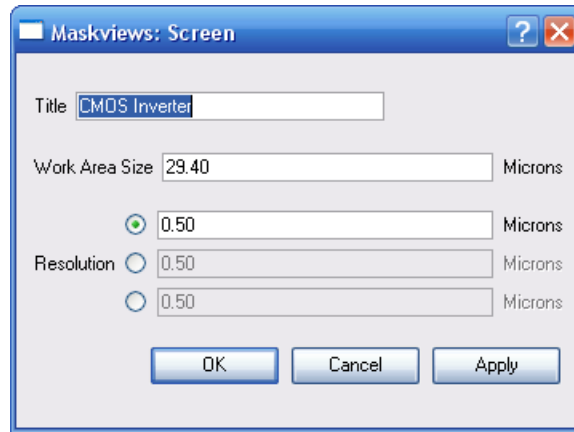 Maskviews: Screen
Title CMOS Inverter
Work Area Size 29.40 Microns
0.50 Microns
Resolution 0.50 Microns
0.50 Microns
OK Cancel Apply